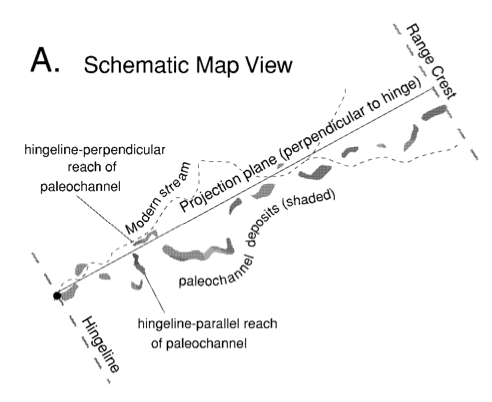 A. Schematic Map View
Range Crest
Projection plane (perpendicular to hinge)
hingeline-perpendicular
reach of
paleochannel
Modern stream
paleochannel deposits (shaded)
hingeline-parallel reach
of paleochannel
Hingeline